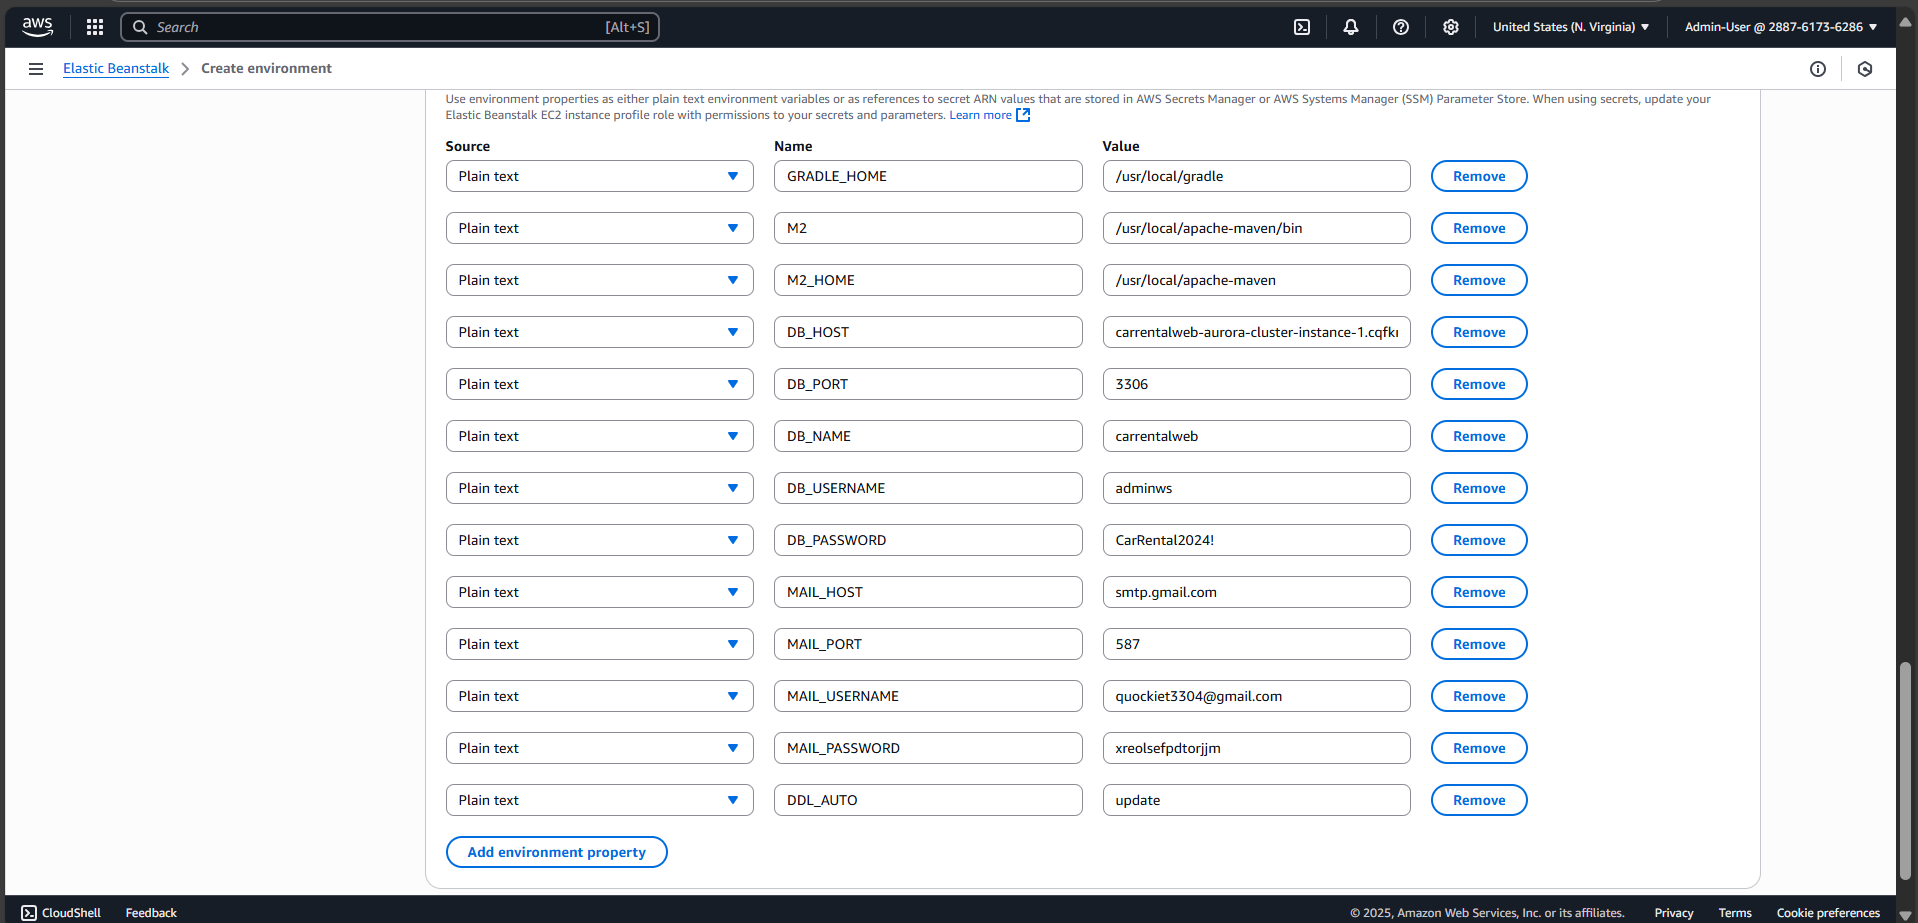 aws
Search [Alt+S] United States (N. Virginia) Admin-User @ 2887-6173-6286
Elastic Beanstalk Create environment
Use environment properties as either plain text environment variables or as references to secret ARN values that are stored in AWS Secrets Manager or AWS Systems Manager (SSM) Parameter Store. When using secrets, update your
Elastic Beanstalk EC2 instance profile role with permissions to your secrets and parameters. Learn more
Source Name Value
Plain text GRADLE_HOME /usr/local/gradle Remove
Plain text M2 /usr/local/apache-maven/bin Remove
Plain text M2_HOME /usr/local/apache-maven Remove
Plain text DB_HOST carrentalweb-aurora-cluster-instance-1.cqfk Remove
Plain text DB_PORT 3306 Remove
Plain text DB_NAME carrentalweb Remove
Plain text DB_USERNAME adminws Remove
Plain text DB_PASSWORD CarRental2024! Remove
Plain text MAIL_HOST smtp.gmail.com Remove
Plain text MAIL_PORT 587 Remove
Plain text MAIL_USERNAME quockiet3304@gmail.com Remove
Plain text MAIL_PASSWORD xreolsefpdtorjjm Remove
Plain text DDL_AUTO update Remove
Add environment property
CloudShell Feedback © 2025, Amazon Web Services, Inc. or its affiliates. Privacy Terms Cookie preferences